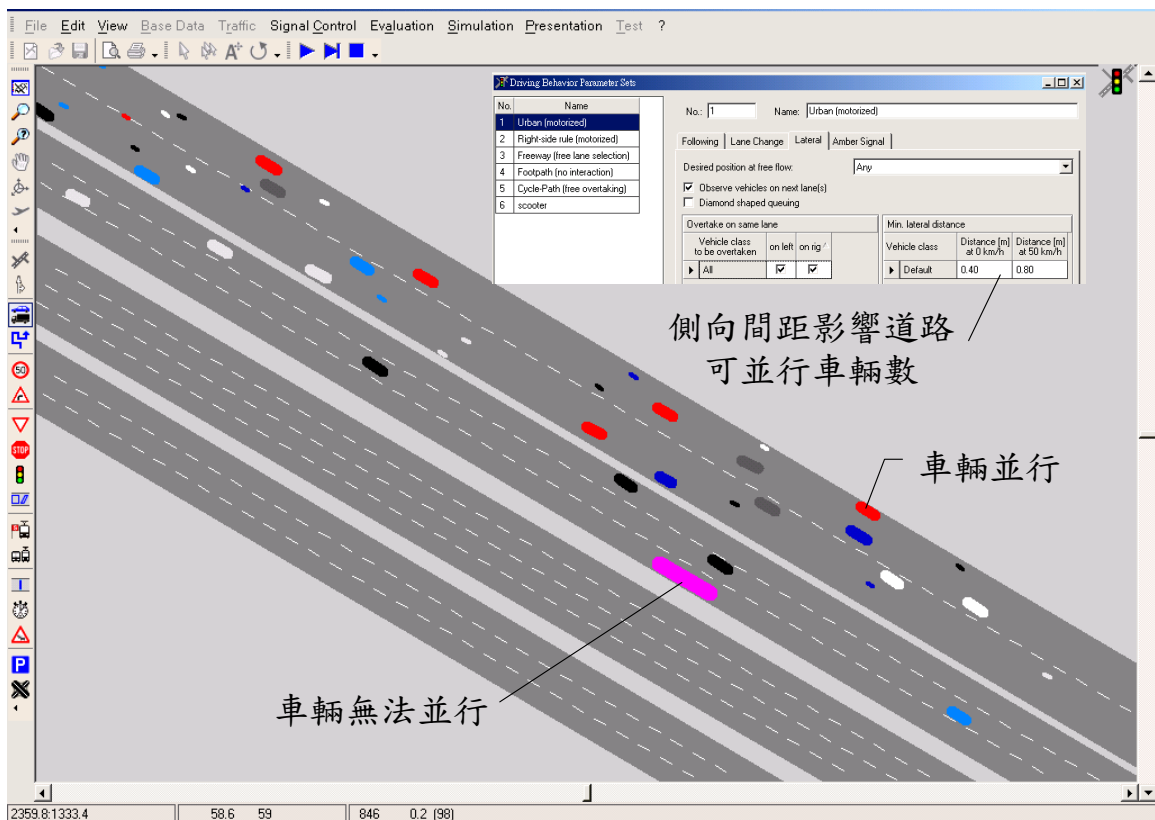 File Edit View Base Data Traffic Signal Control Evaluation Simulation Presentation Test ?
Driving Behavior Parameter Sets
No. Name
1 Urban (motorized)
2 Right-side rule (motorized)
3 Freeway (free lane selection)
4 Footpath (no interaction)
5 Cycle-Path (free overtaking)
6 scooter
No.: 1 Name: Urban (motorized)
Following Lane Change Lateral Amber Signal
Desired position at free flow: Any
Observe vehicles on next lane(s)
Diamond shaped queuing
Overtake on same lane
Vehicle class to be overtaken on left on rig
All
Min. lateral distance
Vehicle class Distance [m] at 0 km/h Distance [m] at 50 km/h
Default 0.40 0.80
側向間距影響道路
可並行車輛數
車輛並行
車輛無法並行
50
STOP
P
2359.8:1333.4 58.6 59 846 0.2 (98)